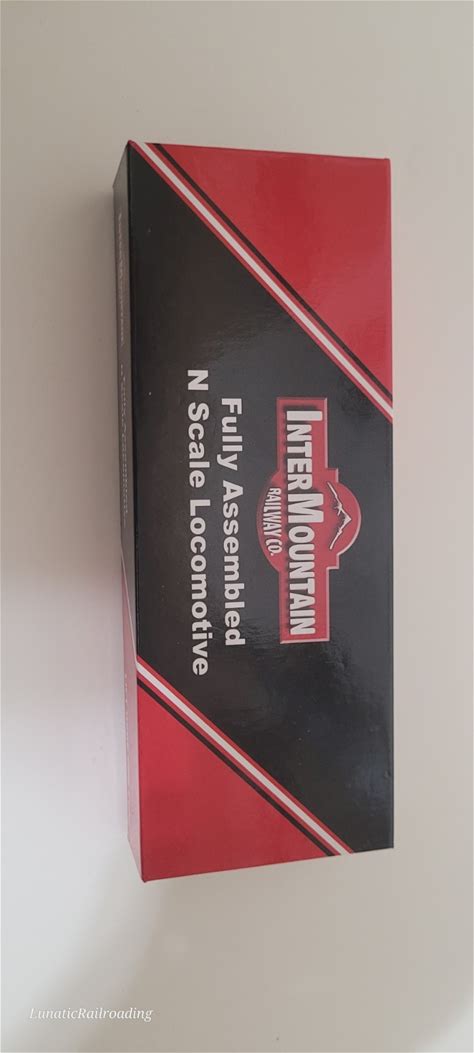 INTERMOUNTAIN
RAILWAY CO.
Fully Assembled
N Scale Locomotive
LunaticRailroading